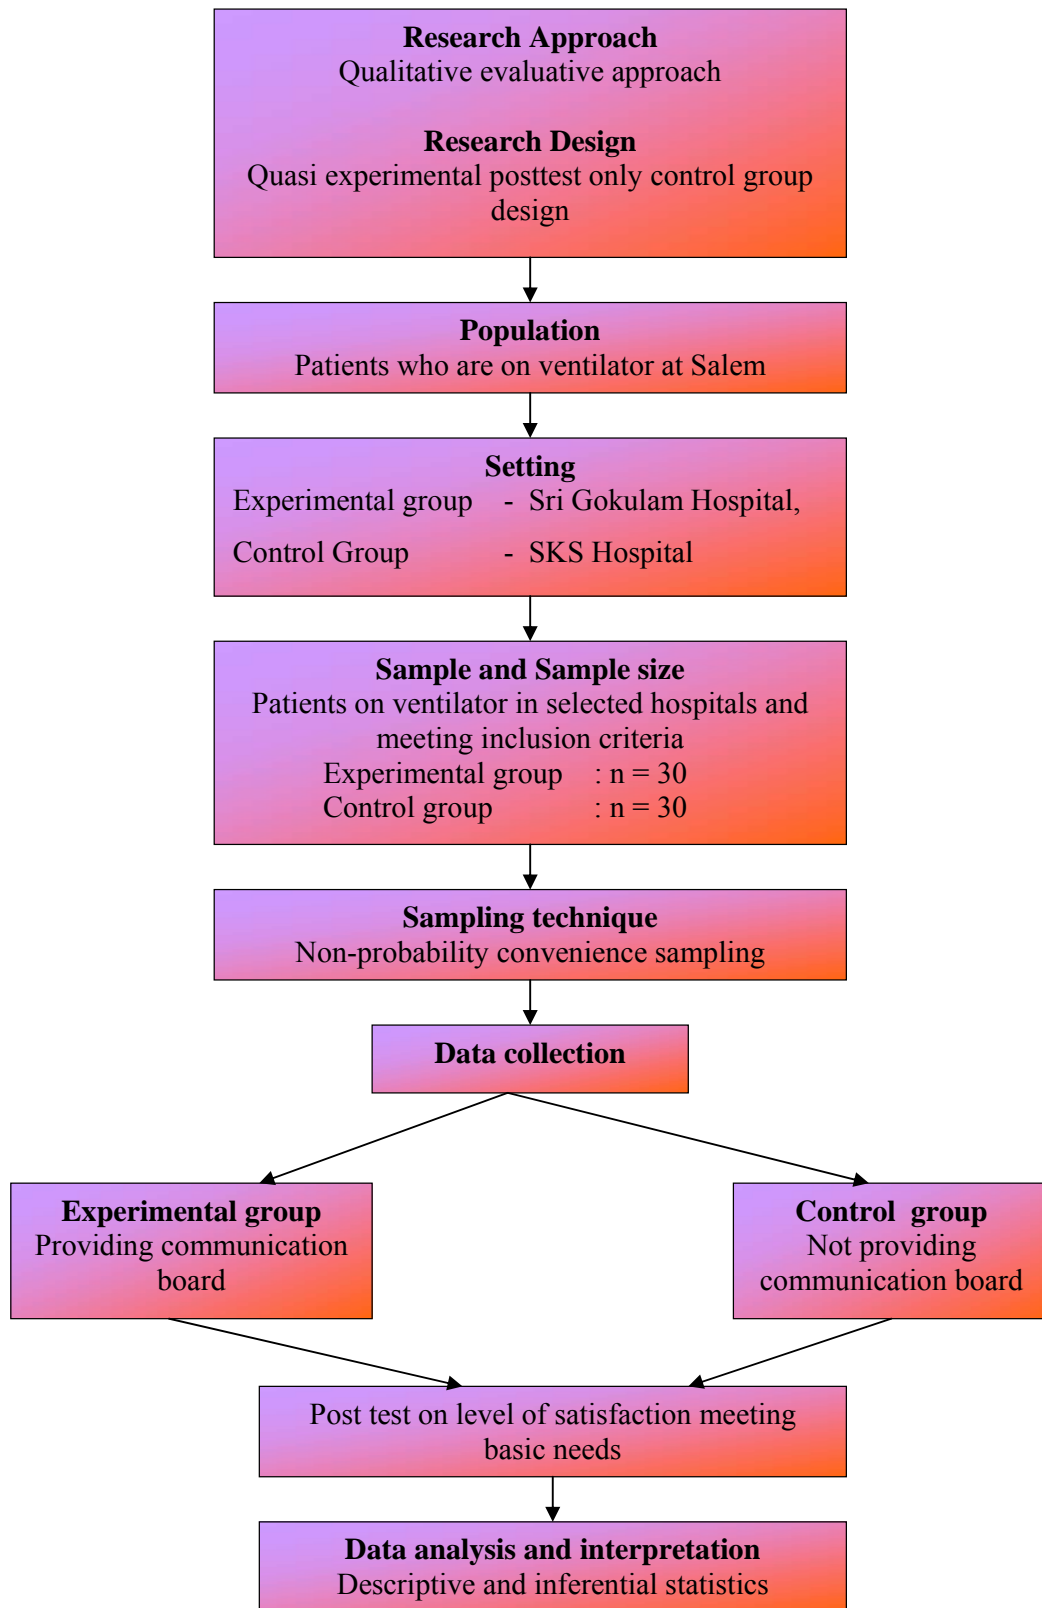 Research Approach
Qualitative evaluative approach
Research Design
Quasi experimental posttest only control group
design
Population
Patients who are on ventilator at Salem
Setting
Experimental group - Sri Gokulam Hospital,
Control Group - SKS Hospital
Sample and Sample size
Patients on ventilator in selected hospitals and
meeting inclusion criteria
Experimental group : n = 30
Control group : n = 30
Sampling technique
Non-probability convenience sampling
Data collection
Experimental group
Providing communication
board
Control group
Not providing
communication board
Post test on level of satisfaction meeting
basic needs
Data analysis and interpretation
Descriptive and inferential statistics